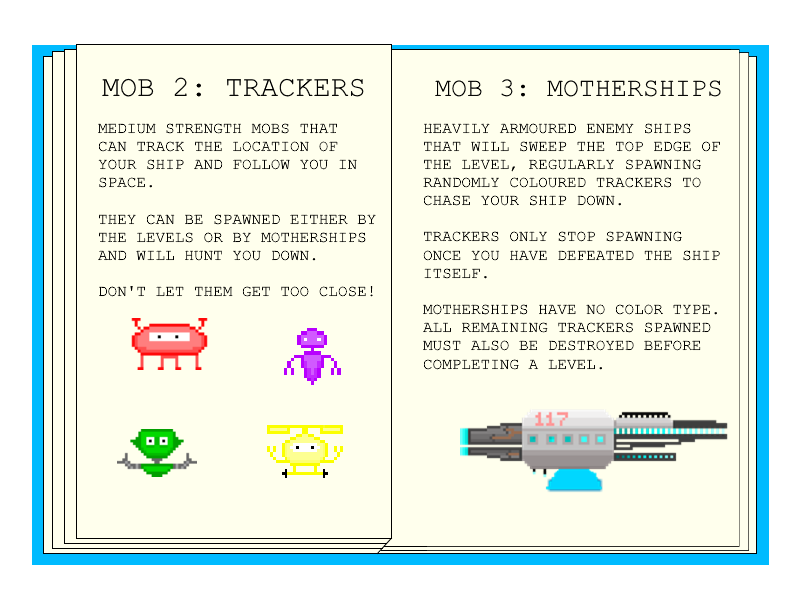 MOB 2: TRACKERS
MEDIUM STRENGTH MOBS THAT
CAN TRACK THE LOCATION OF
YOUR SHIP AND FOLLOW YOU IN
SPACE.
THEY CAN BE SPAWNED EITHER BY
THE LEVELS OR BY MOTHERSHIPS
AND WILL HUNT YOU DOWN.
DON'T LET THEM GET TOO CLOSE!
MOB 3: MOTHERSHIPS
HEAVILY ARMOURED ENEMY SHIPS
THAT WILL SWEEP THE TOP EDGE OF
THE LEVEL, REGULARLY SPAWNING
RANDOMLY COLOURED TRACKERS TO
CHASE YOUR SHIP DOWN.
TRACKERS ONLY STOP SPAWNING
ONCE YOU HAVE DEFEATED THE SHIP
ITSELF.
MOTHERSHIPS HAVE NO COLOR TYPE.
ALL REMAINING TRACKERS SPAWNED
MUST ALSO BE DESTROYED BEFORE
COMPLETING A LEVEL.
117